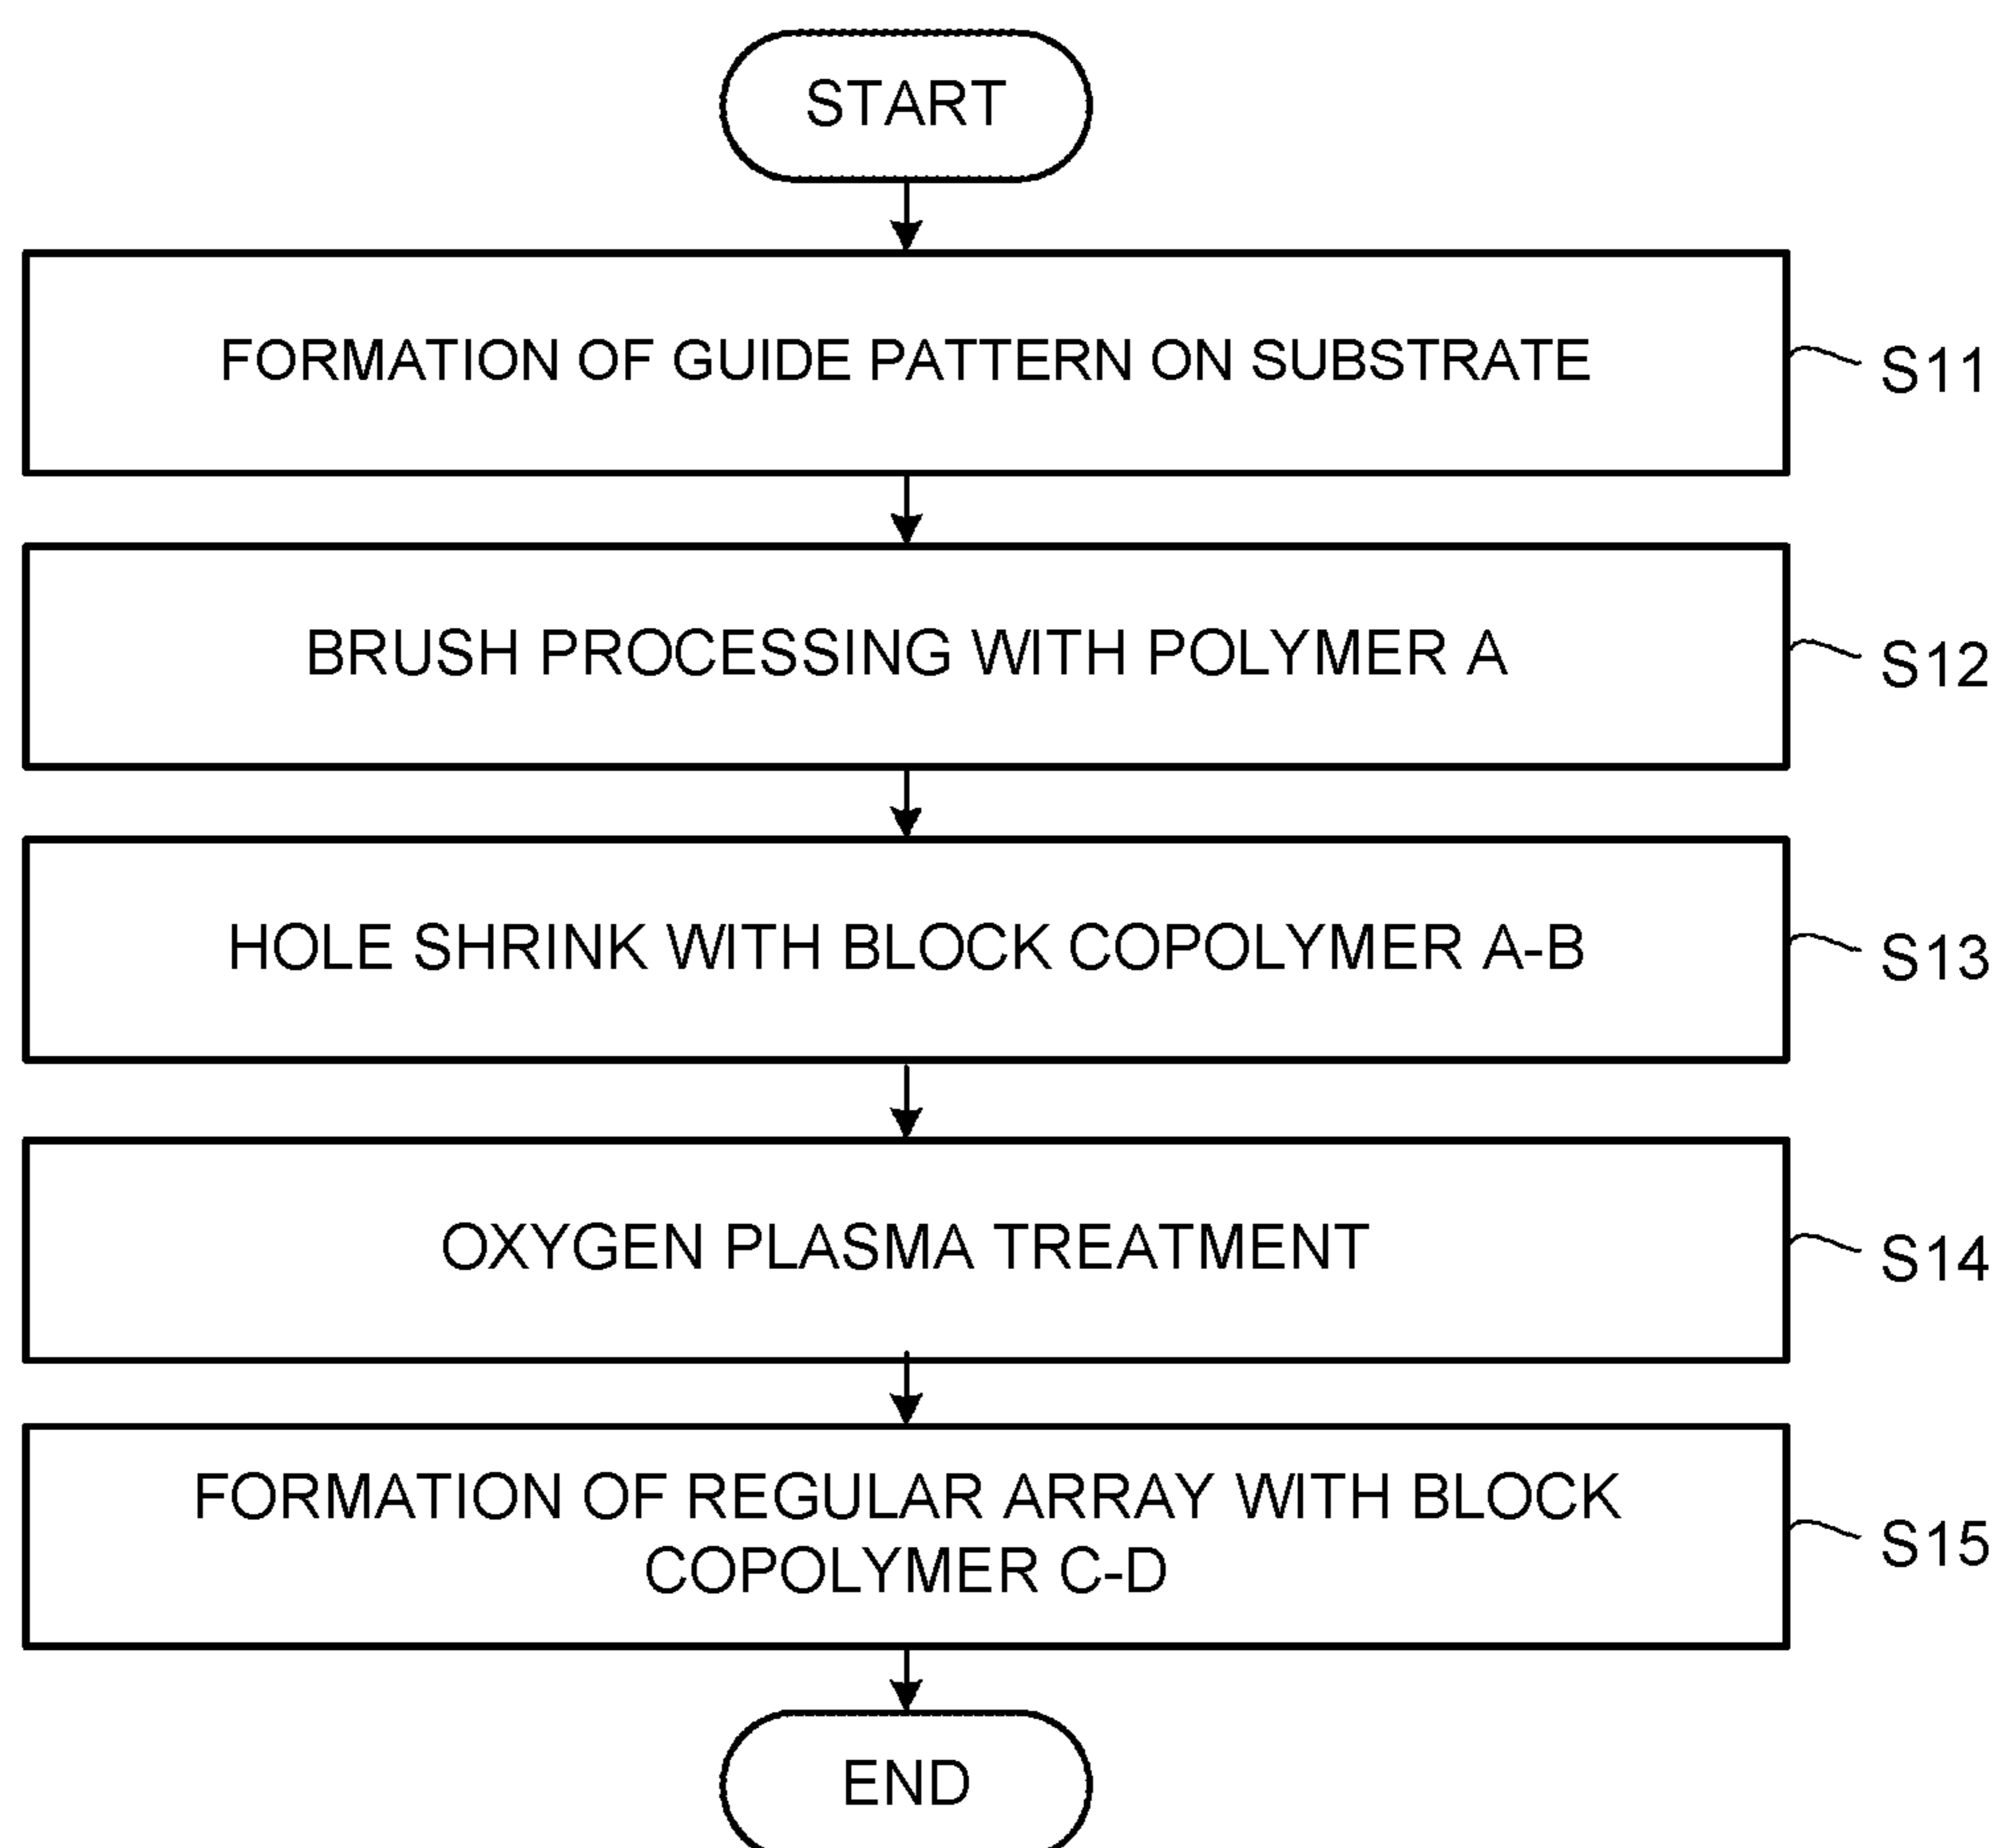 START
FORMATION OF GUIDE PATTERN ON SUBSTRATE
S11
BRUSH PROCESSING WITH POLYMER A
S12
HOLE SHRINK WITH BLOCK COPOLYMER A-B
S13
OXYGEN PLASMA TREATMENT
S14
FORMATION OF REGULAR ARRAY WITH BLOCK
COPOLYMER C-D
S15
END